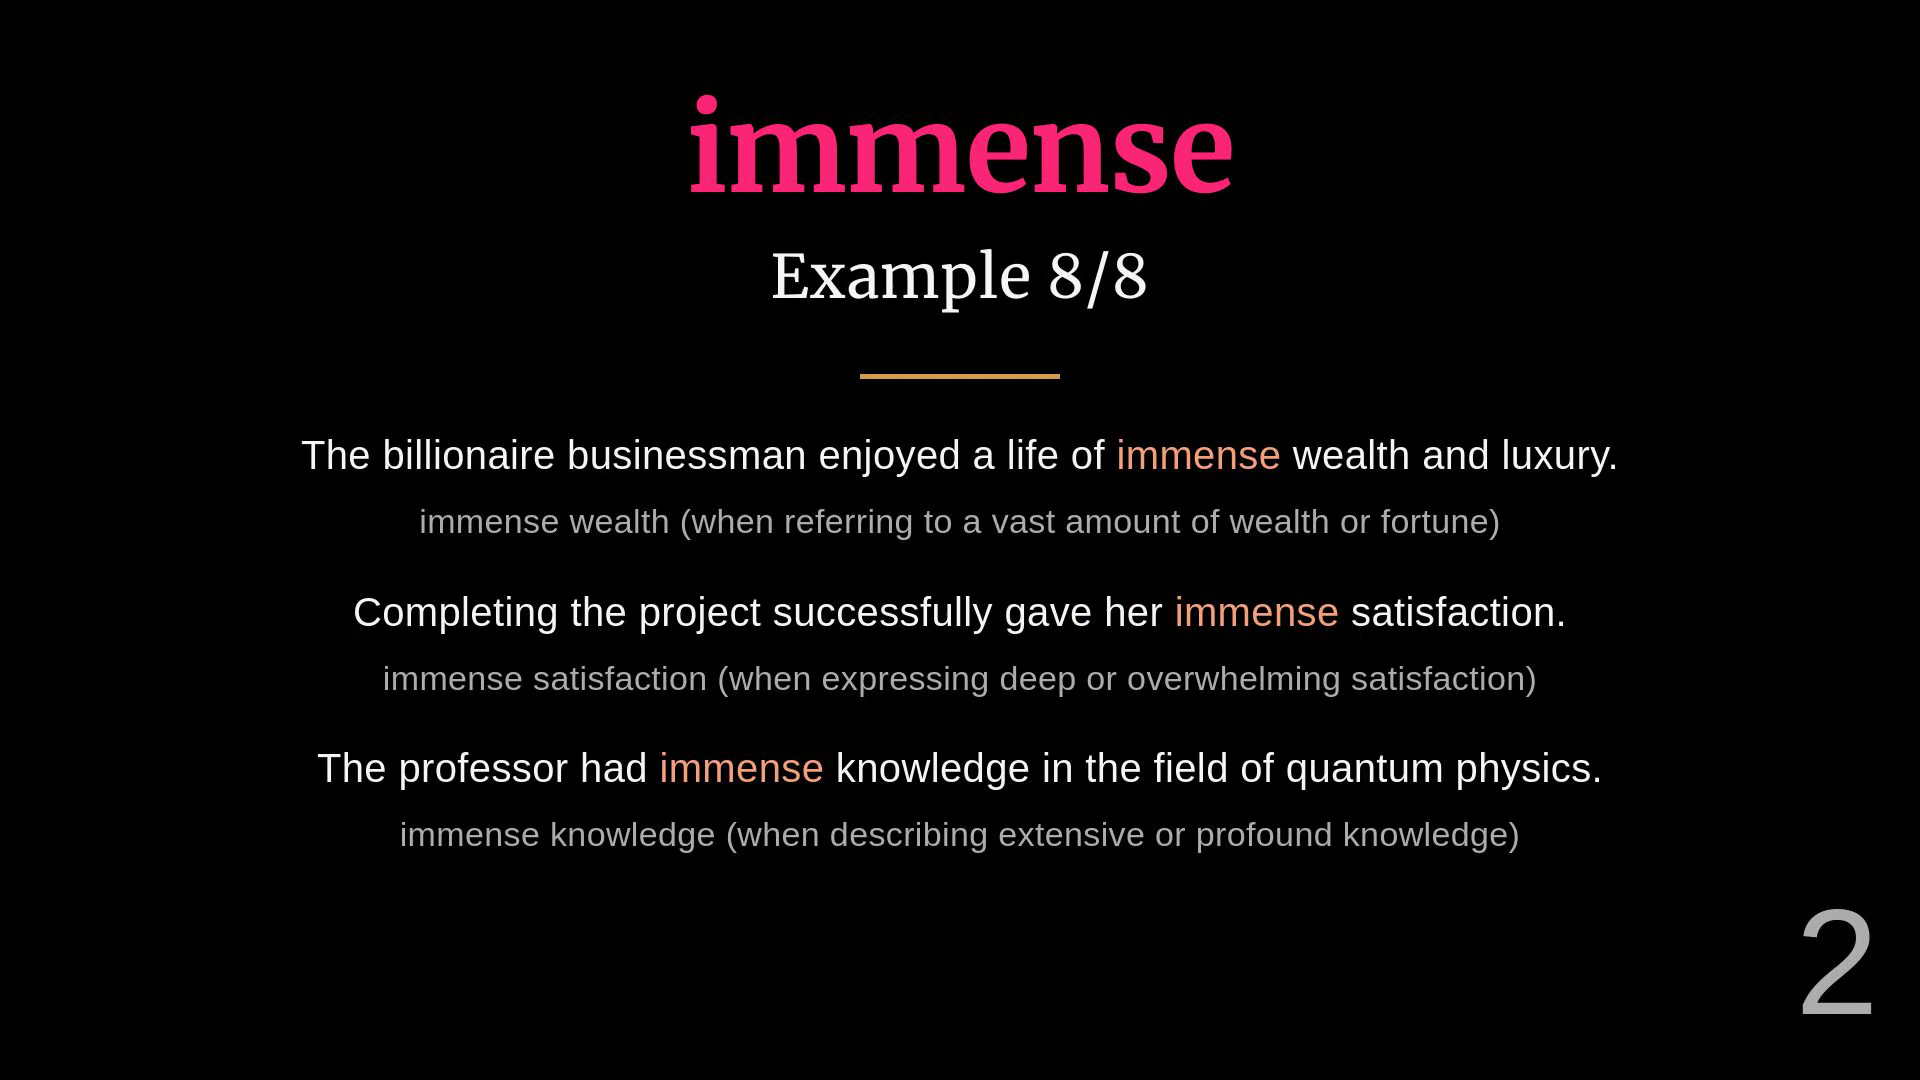 immense
Example 8/8
The billionaire businessman enjoyed a life of immense wealth and luxury.
immense wealth (when referring to a vast amount of wealth or fortune)
Completing the project successfully gave her immense satisfaction.
immense satisfaction (when expressing deep or overwhelming satisfaction)
The professor had immense knowledge in the field of quantum physics.
immense knowledge (when describing extensive or profound knowledge)
2